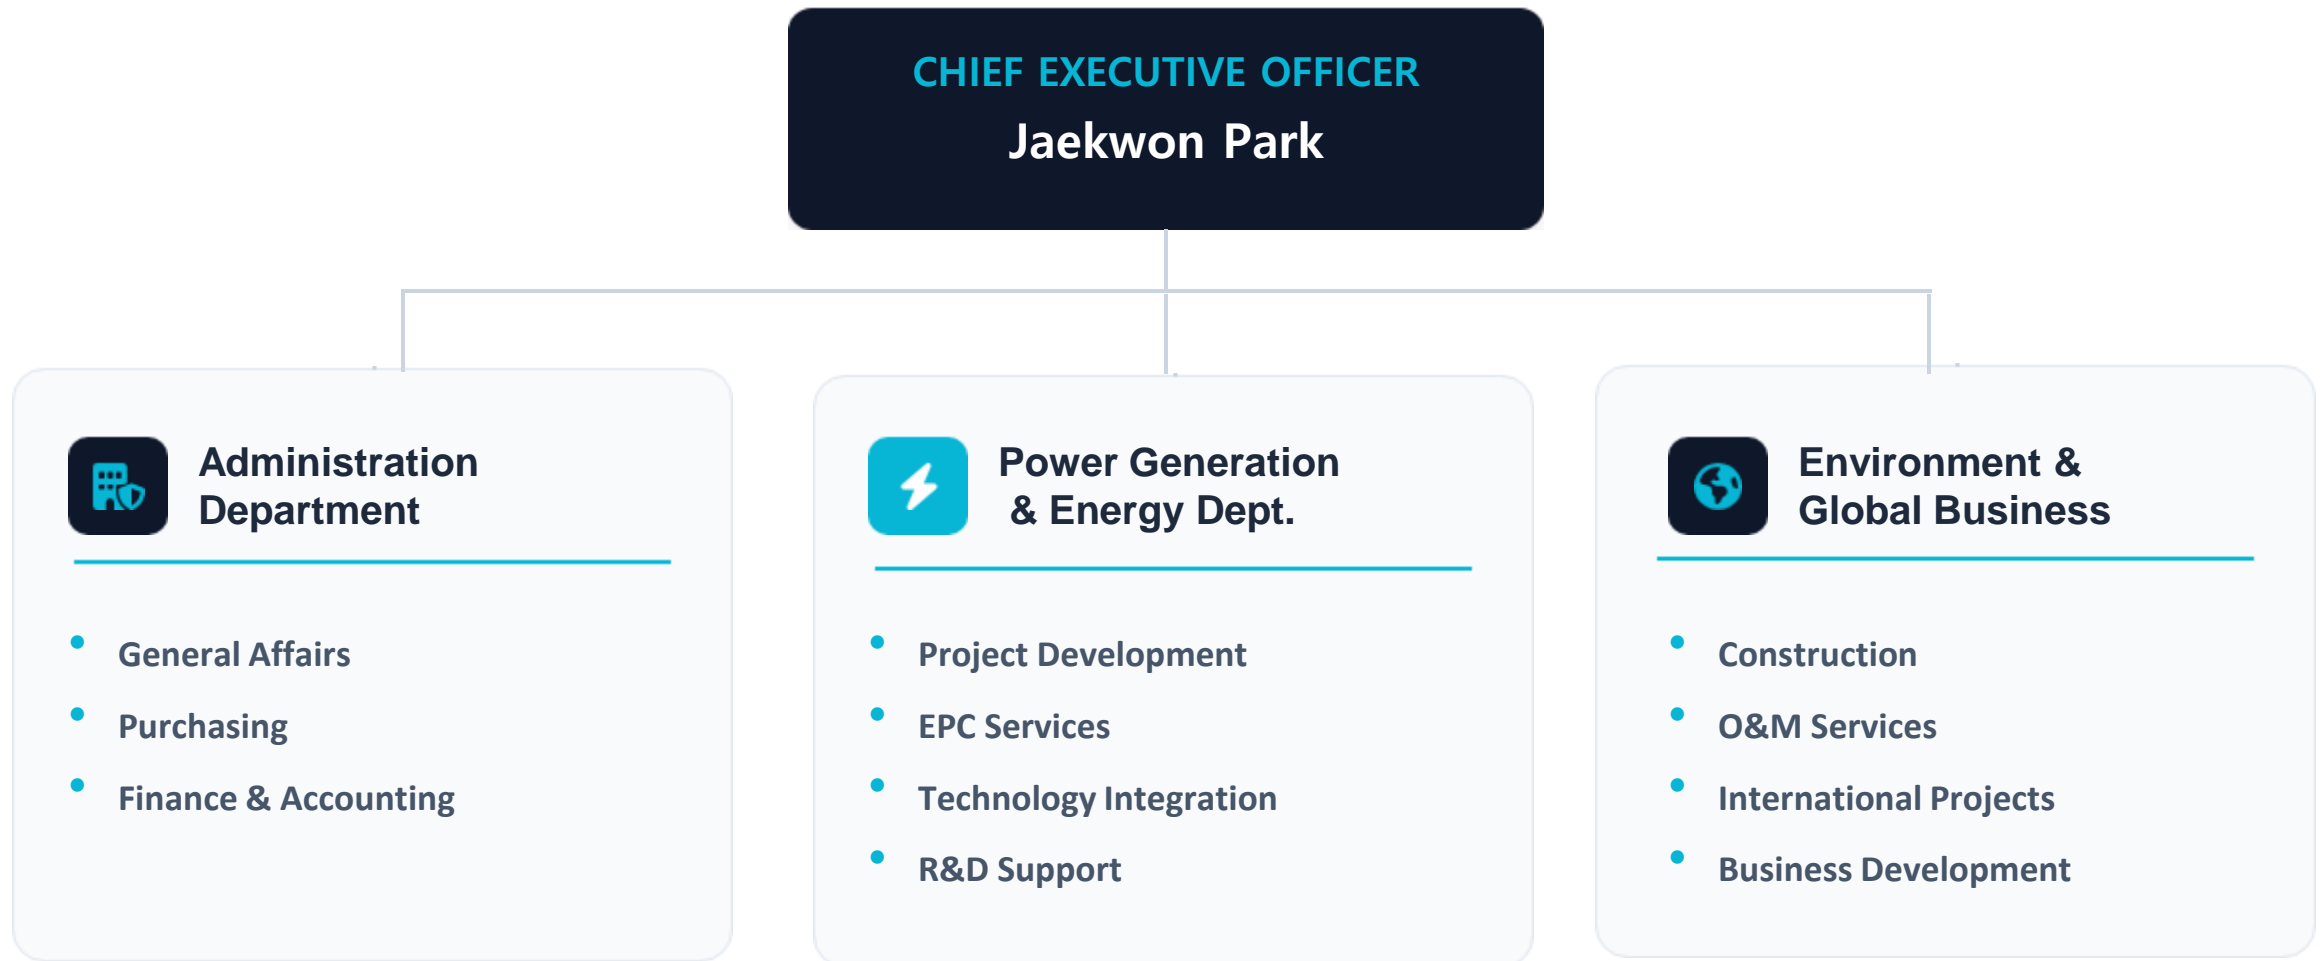 CHIEF EXECUTIVE OFFICER
Jaekwon Park
Administration
Department
General Affairs
Purchasing
Finance & Accounting
Power Generation
& Energy Dept.
Project Development
EPC Services
Technology Integration
R&D Support
Environment &
Global Business
Construction
O&M Services
International Projects
Business Development